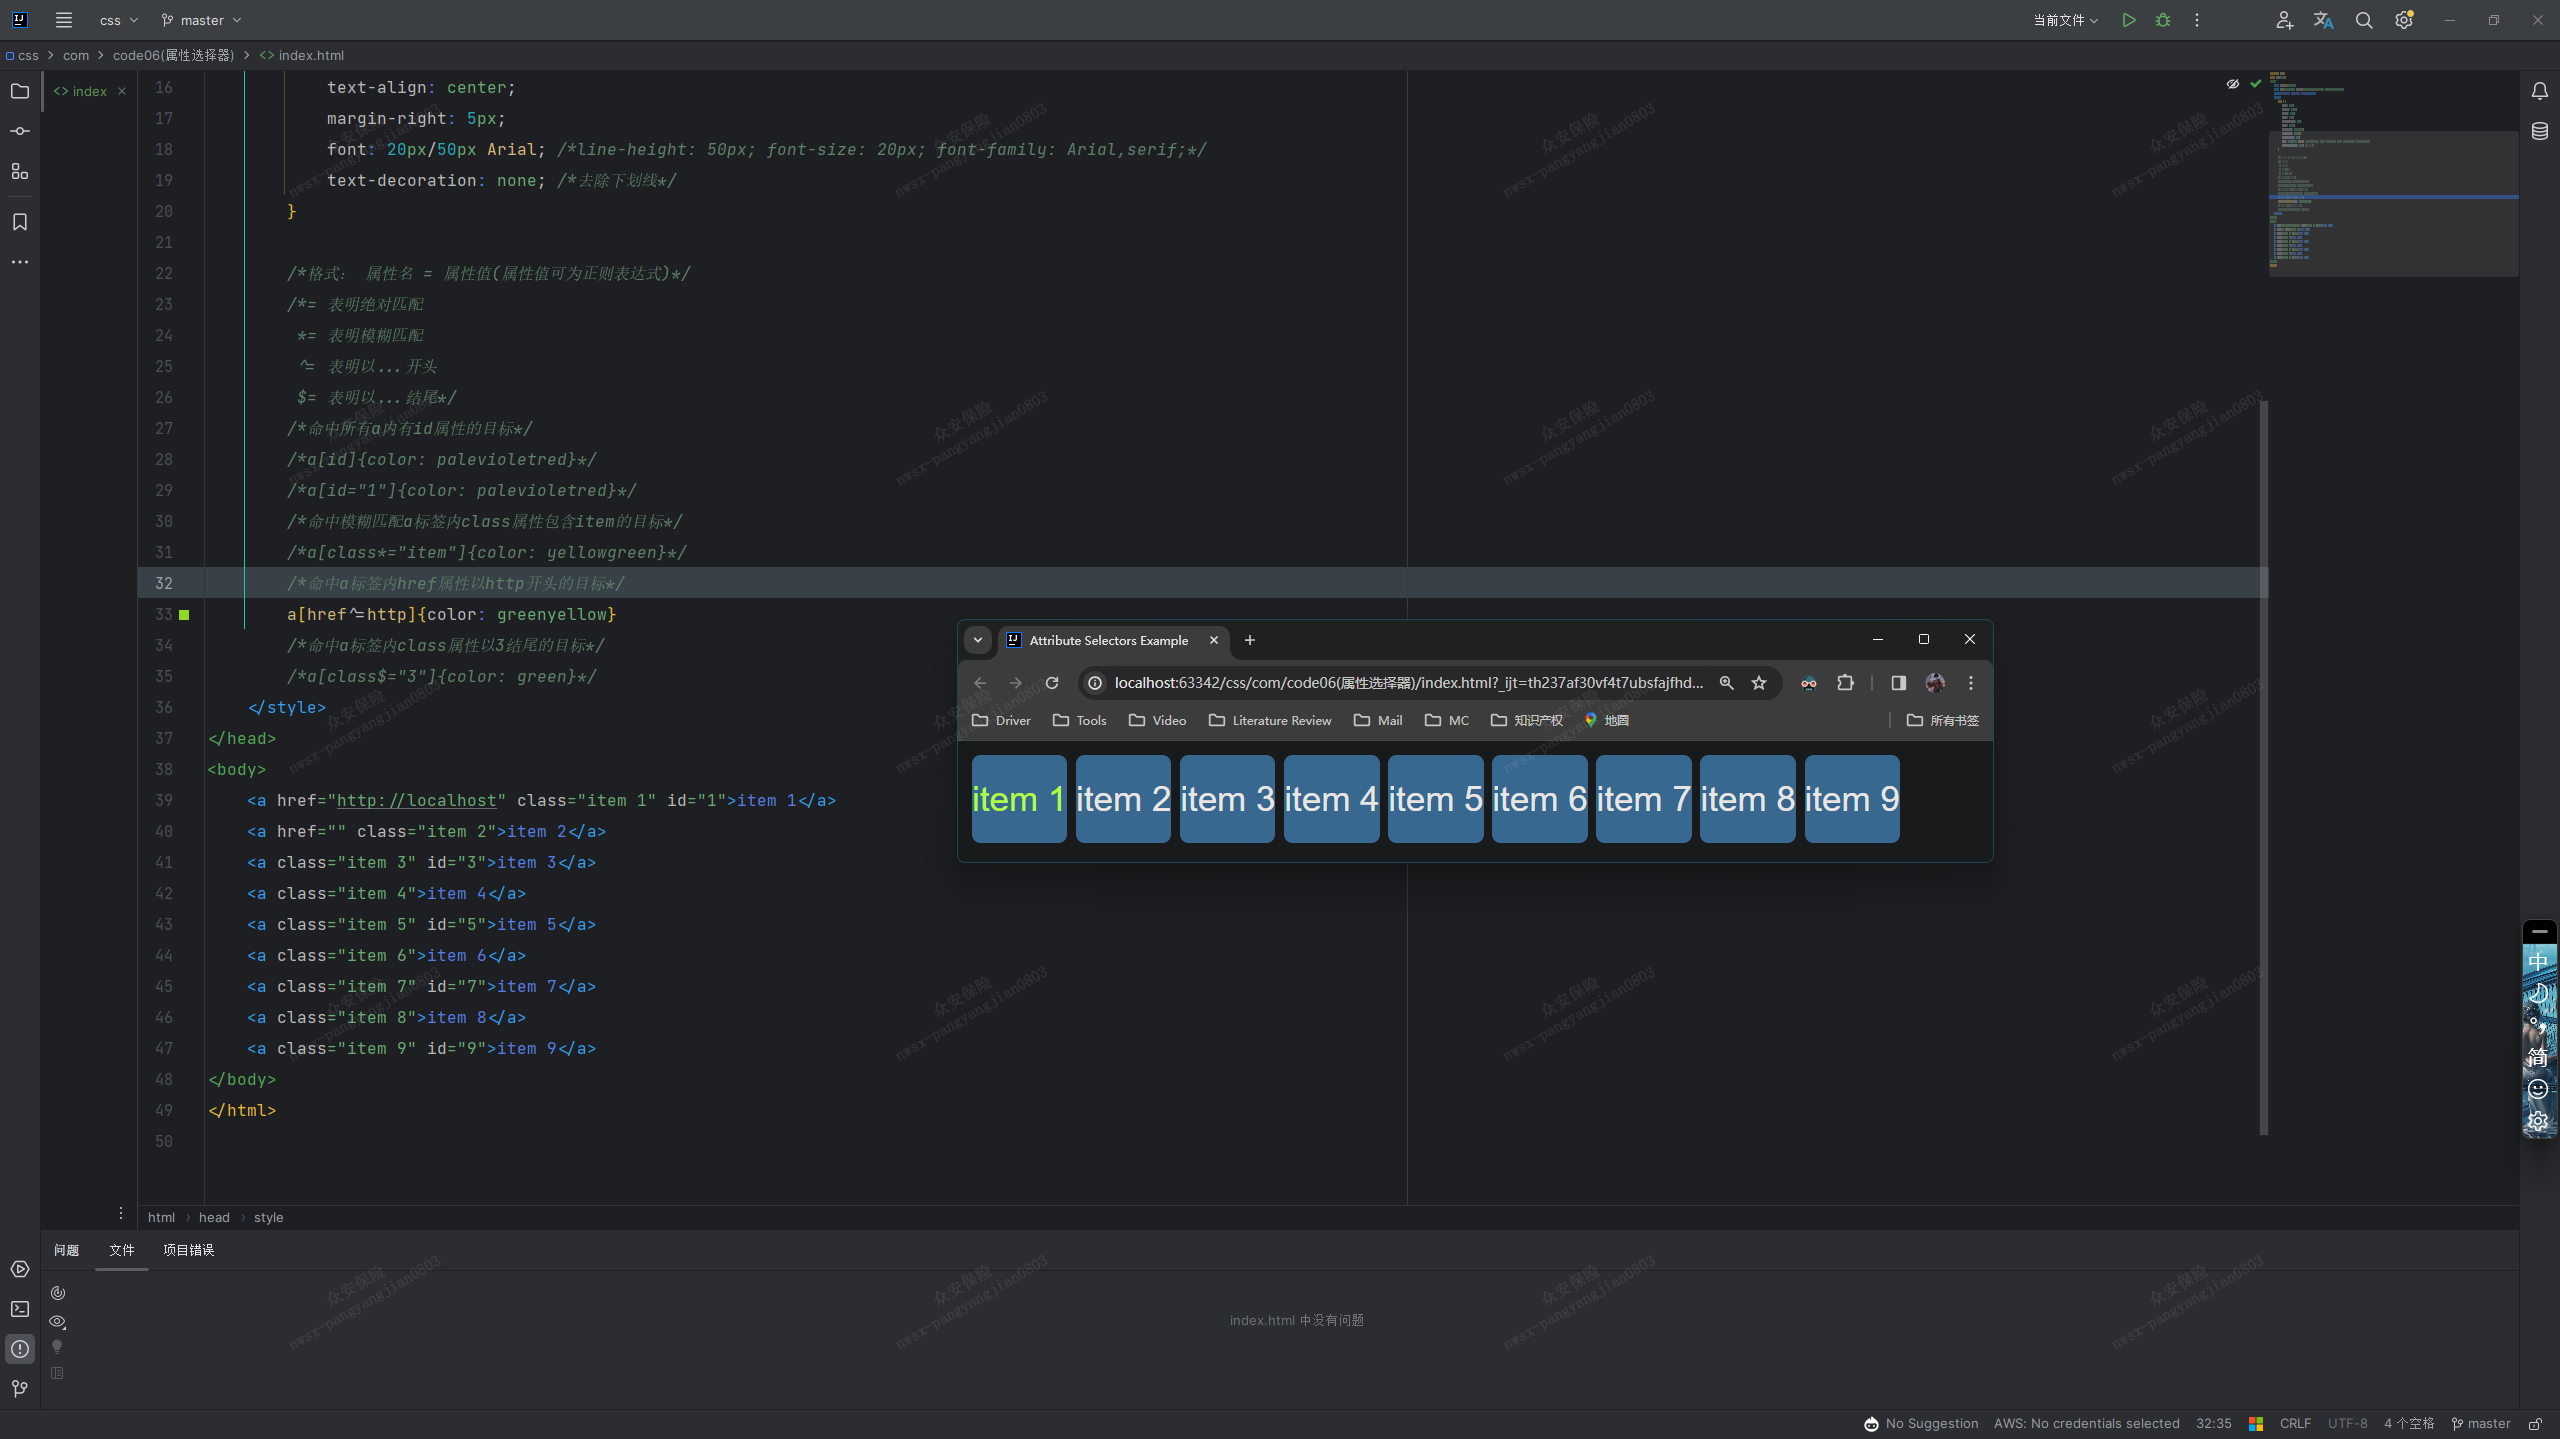 css
master
当前文件
css > com > code06(属性选择器) > index.html
index
16 text-align: center;
17 margin-right: 5px;
18 font: 20px/50px Arial; /*line-height: 50px; font-size: 20px; font-family: Arial,serif;*/
19 text-decoration: none; /*去除下划线*/
20 }
21
22 /*格式： 属性名 = 属性值(属性值可为正则表达式)*/
23 /*= 表明绝对匹配
24 *= 表明模糊匹配
25 ^= 表明以...开头
26 $= 表明以...结尾*/
27 /*命中所有a内有id属性的目标*/
28 /*a[id]{color: palevioletred}*/
29 /*a[id="1"]{color: palevioletred}*/
30 /*命中模糊匹配a标签内class属性包含item的目标*/
31 /*a[class*="item"]{color: yellowgreen}*/
32 /*命中a标签内href属性以http开头的目标*/
33 a[href^=http]{color: greenyellow}
34 /*命中a标签内class属性以3结尾的目标*/
35 /*a[class$="3"]{color: green}*/
36 </style>
37 </head>
38 <body>
39 <a href="http://localhost" class="item 1" id="1">item 1</a>
40 <a href="" class="item 2">item 2</a>
41 <a class="item 3" id="3">item 3</a>
42 <a class="item 4">item 4</a>
43 <a class="item 5" id="5">item 5</a>
44 <a class="item 6">item 6</a>
45 <a class="item 7" id="7">item 7</a>
46 <a class="item 8">item 8</a>
47 <a class="item 9" id="9">item 9</a>
48 </body>
49 </html>
50
Attribute Selectors Example
localhost:63342/css/com/code06(属性选择器)/index.html?_ijt=th237af30vf4t7ubsfajfhd...
Driver Tools Video Literature Review Mail MC 知识产权 地图 所有书签
item 1 item 2 item 3 item 4 item 5 item 6 item 7 item 8 item 9
html > head > style
问题 文件 项目错误
index.html 中没有问题
中
简
No Suggestion AWS: No credentials selected 32:35 CRLF UTF-8 4 个空格 master
众安保险
nwsx-pangyangjian0803